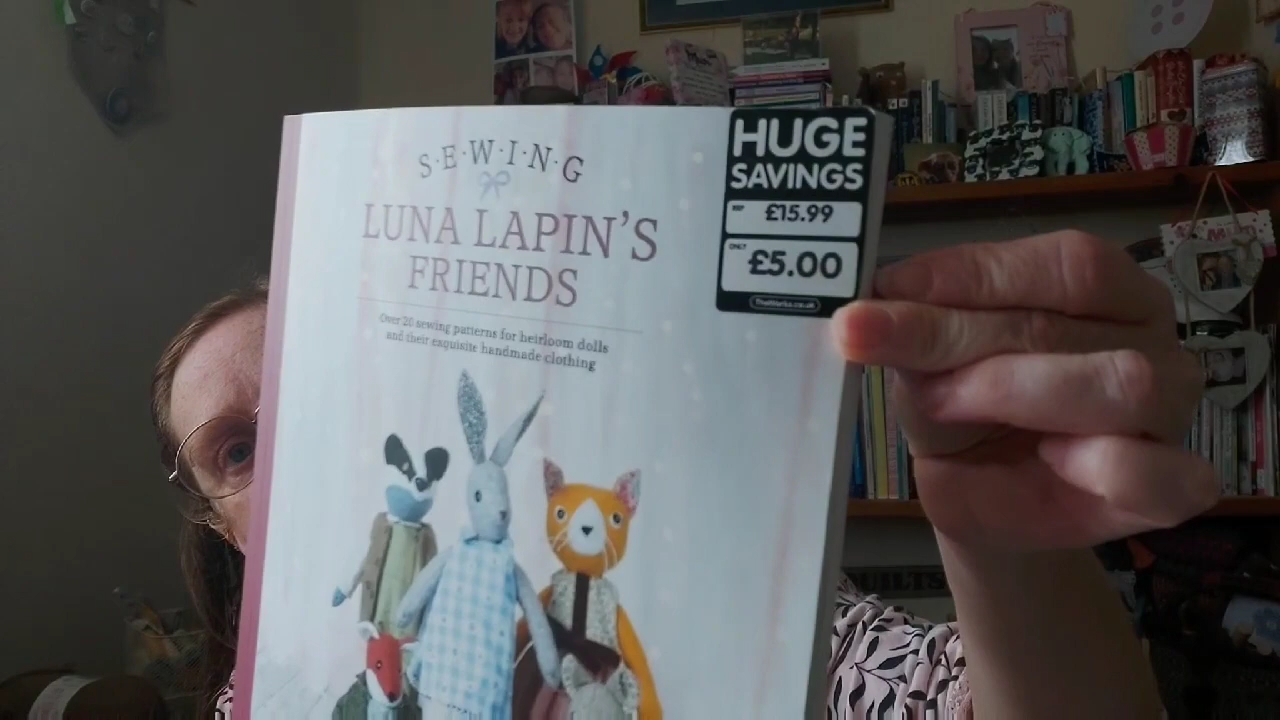 S·E·W·I·N·G
LUNA LAPIN'S
FRIENDS
Over 20 sewing patterns for heirloom dolls
and their exquisite handmade clothing
HUGE
SAVINGS
RRP £15.99
ONLY £5.00
TheWorks.co.uk
QUILTS